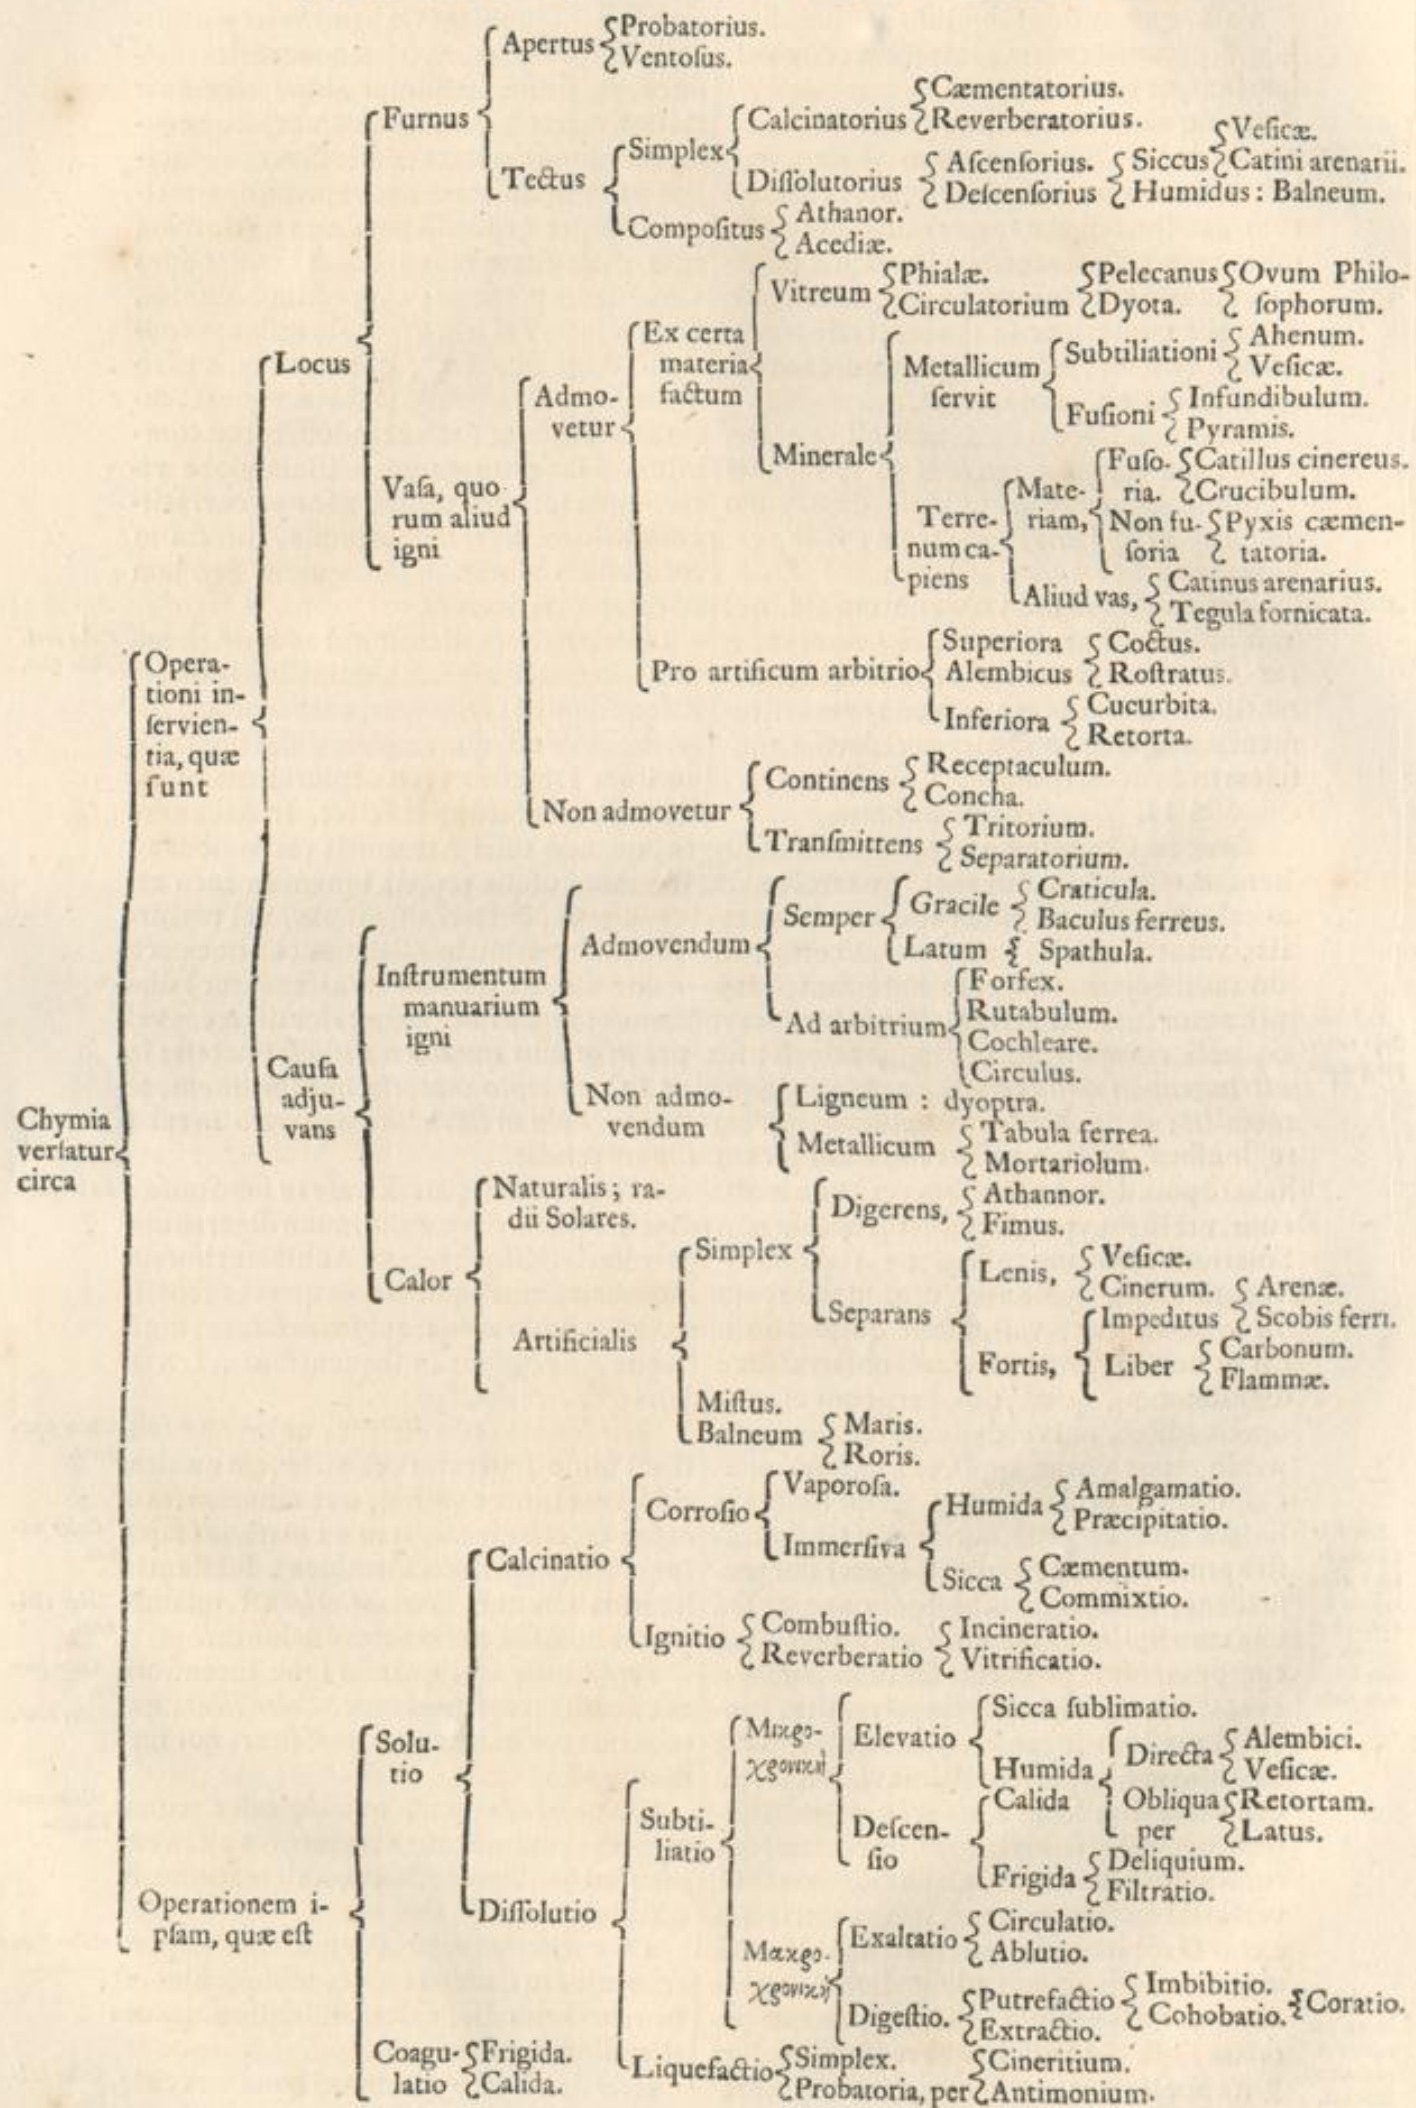 Apertus Probatorius.
Ventoſus.
Furnus
Calcinatorius Cæmentatorius.
Reverberatorius.
Tectus Simplex Veſicæ.
Diſſolutorius Aſcenſorius. Siccus Catini arenarii.
Deſcenſorius Humidus: Balneum.
Compoſitus Athanor.
Acediæ.
Locus
Vitreum Phialæ. Pelecanus Ovum Philo-
Circulatorium Dyota. ſophorum.
Ex certa
materia
factum
Admo-
vetur
Metallicum
ſervit
Subtiliationi Ahenum.
Veſicæ.
Fuſioni Infundibulum.
Pyramis.
Minerale
Vaſa, quo-
rum aliud
igni
Terre-
num ca-
piens
Mate-
riam,
Fuſo-
ria.
Catillus cinereus.
Crucibulum.
Non fu-
ſoria
Pyxis cæmen-
tatoria.
Aliud vas, Catinus arenarius.
Tegula fornicata.
Opera-
tioni in-
ſervien-
tia, quæ
ſunt
Pro artificum arbitrio
Superiora Coctus.
Alembicus Roſtratus.
Inferiora Cucurbita.
Retorta.
Non admovetur
Continens Receptaculum.
Concha.
Tranſmittens Tritorium.
Separatorium.
Chymia
verſatur
circa
Cauſa
adju-
vans
Inſtrumentum
manuarium
igni
Admovendum
Semper Gracile Craticula.
Baculus ferreus.
Latum Spathula.
Ad arbitrium
Forfex.
Rutabulum.
Cochleare.
Circulus.
Non admo-
vendum
Ligneum : dyoptra.
Metallicum Tabula ferrea.
Mortariolum.
Calor
Naturalis; ra-
dii Solares.
Artificialis
Simplex
Digerens, Athannor.
Fimus.
Separans
Lenis, Veſicæ.
Cinerum.
Fortis,
Impeditus Arenæ.
Scobis ferri.
Liber Carbonum.
Flammæ.
Miſtus.
Balneum Maris.
Roris.
Operationem i-
pſam, quæ eſt
Solu-
tio
Calcinatio
Corroſio
Vaporoſa.
Immerſiva
Humida Amalgamatio.
Præcipitatio.
Sicca Cæmentum.
Commixtio.
Ignitio Combuſtio.
Reverberatio Incineratio.
Vitrificatio.
Diſſolutio
Subti-
liatio
Μικρο-
χρονικὴ
Elevatio
Sicca ſublimatio.
Humida
Directa Alembici.
Veſicæ.
Obliqua
per
Retortam.
Latus.
Deſcen-
ſio
Calida
Frigida Deliquium.
Filtratio.
Μακρο-
χρονικὴ
Exaltatio Circulatio.
Ablutio.
Digeſtio. Putrefactio Imbibitio.
Extractio. Cohobatio. Coratio.
Liquefactio Simplex. Cineritium.
Probatoria, per Antimonium.
Coagu-
latio
Frigida.
Calida.